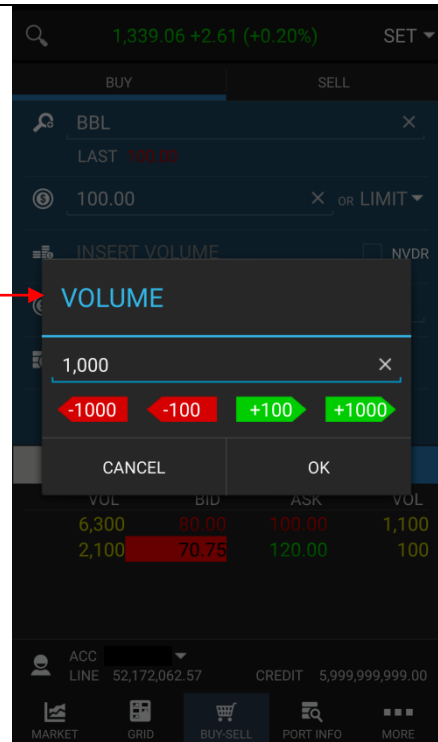 1,339.06 +2.61 (+0.20%) SET
BUY SELL
BBL
LAST 100.00
100.00 OR LIMIT
INSERT VOLUME NVDR
VOLUME
1,000
-1000 -100 +100 +1000
CANCEL OK
VOL BID ASK VOL
6,300 80.00 100.00 1,100
2,100 70.75 120.00 100
ACC
LINE 52,172,062.57 CREDIT 5,999,999,999.00
MARKET GRID BUY-SELL PORT INFO MORE